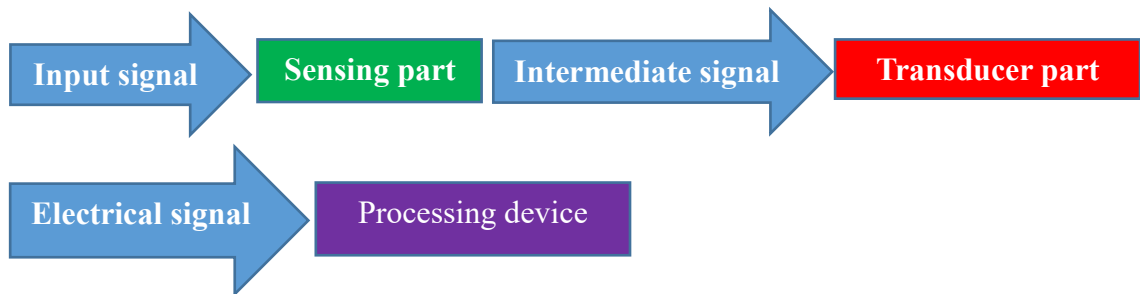 Input signal Sensing part Intermediate signal Transducer part
Electrical signal Processing device